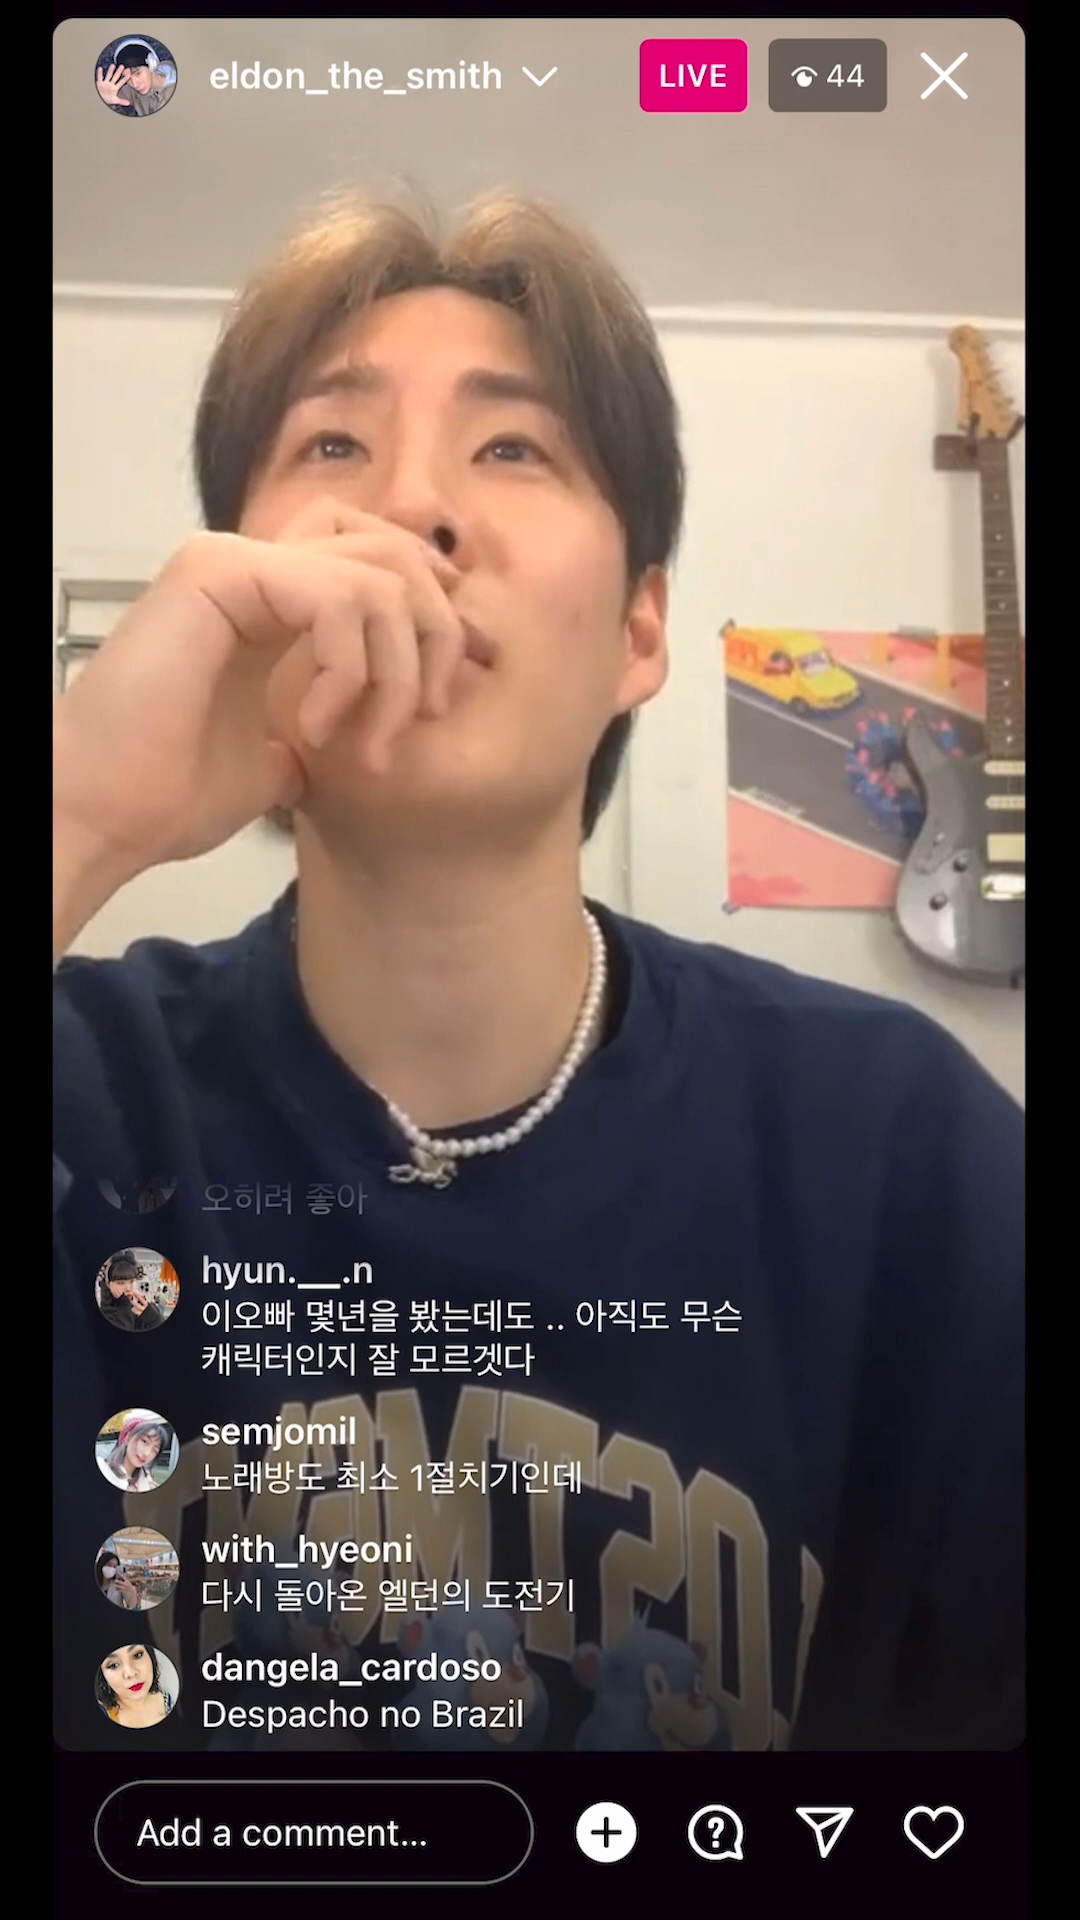 eldon_the_smith
LIVE
44
오히려 좋아
hyun.__.n
이오빠 몇년을 봤는데도 .. 아직도 무슨
캐릭터인지 잘 모르겟다
semjomil
노래방도 최소 1절치기인데
with_hyeoni
다시 돌아온 엘던의 도전기
dangela_cardoso
Despacho no Brazil
Add a comment...